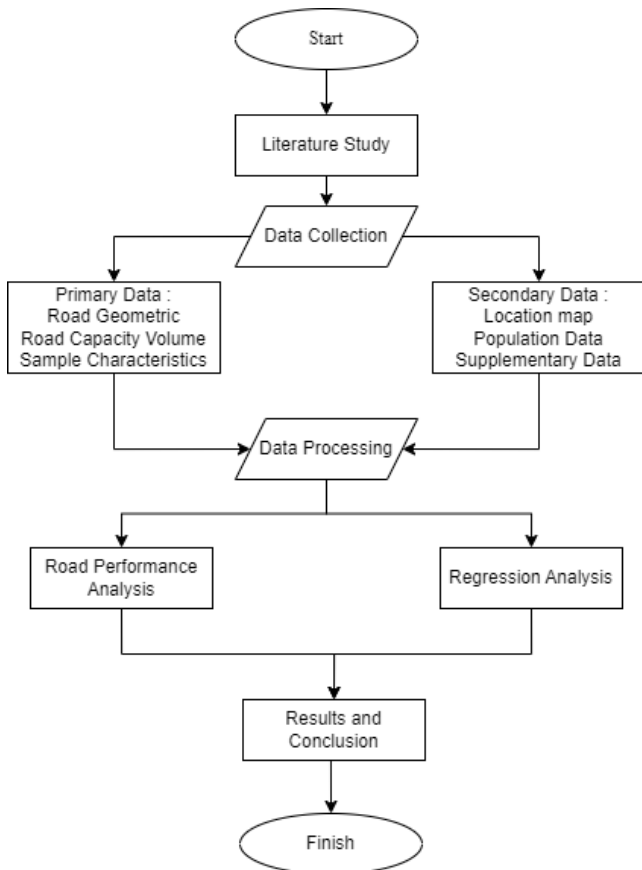 Start
Literature Study
Data Collection
Primary Data :
Road Geometric
Road Capacity Volume
Sample Characteristics
Secondary Data :
Location map
Population Data
Supplementary Data
Data Processing
Road Performance
Analysis
Regression Analysis
Results and
Conclusion
Finish